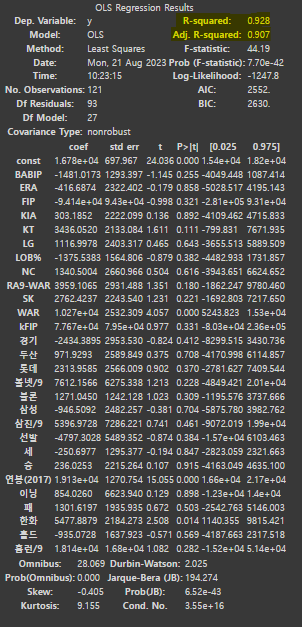 OLS Regression Results
Dep. Variable: y R-squared: 0.928
Model: OLS Adj. R-squared: 0.907
Method: Least Squares F-statistic: 44.19
Date: Mon, 21 Aug 2023 Prob (F-statistic): 7.70e-42
Time: 10:23:15 Log-Likelihood: -1247.8
No. Observations: 121 AIC: 2552.
Df Residuals: 93 BIC: 2630.
Df Model: 27
Covariance Type: nonrobust
coef std err t P>|t| [0.025 0.975]
const 1.678e+04 697.967 24.036 0.000 1.54e+04 1.82e+04
BABIP -1481.0173 1293.397 -1.145 0.255 -4049.448 1087.414
ERA -416.6874 2322.402 -0.179 0.858 -5028.517 4195.143
FIP -9.414e+04 9.43e+04 -0.998 0.321 -2.81e+05 9.31e+04
KIA 303.1852 2222.099 0.136 0.892 -4109.462 4715.833
KT 3436.0520 2133.084 1.611 0.111 -799.831 7671.935
LG 1116.9978 2403.317 0.465 0.643 -3655.513 5889.509
LOB% -1375.5383 1564.806 -0.879 0.382 -4482.933 1731.857
NC 1340.5004 2660.966 0.504 0.616 -3943.651 6624.652
RA9-WAR 3959.1065 2931.488 1.351 0.180 -1862.247 9780.460
SK 2762.4237 2243.540 1.231 0.221 -1692.803 7217.650
WAR 1.027e+04 2532.309 4.057 0.000 5243.823 1.53e+04
kFIP 7.767e+04 7.95e+04 0.977 0.331 -8.03e+04 2.36e+05
경기 -2434.3895 2953.530 -0.824 0.412 -8299.515 3430.736
두산 971.9293 2589.849 0.375 0.708 -4170.998 6114.857
롯데 2313.9585 2566.009 0.902 0.370 -2781.627 7409.544
볼넷/9 7612.1566 6275.338 1.213 0.228 -4849.421 2.01e+04
블론 1271.0450 1242.128 1.023 0.309 -1195.576 3737.666
삼성 -946.5092 2482.257 -0.381 0.704 -5875.780 3982.762
삼진/9 5396.9728 7286.221 0.741 0.461 -9072.019 1.99e+04
선발 -4797.3028 5489.352 -0.874 0.384 -1.57e+04 6103.463
세 -250.6977 1295.377 -0.194 0.847 -2823.059 2321.663
승 236.0253 2215.264 0.107 0.915 -4163.049 4635.100
연봉(2017) 1.913e+04 1270.754 15.055 0.000 1.66e+04 2.17e+04
이닝 854.0260 6623.940 0.129 0.898 -1.23e+04 1.4e+04
패 1301.6197 1935.935 0.672 0.503 -2542.763 5146.003
한화 5477.8879 2184.273 2.508 0.014 1140.355 9815.421
홀드 -935.0728 1637.923 -0.571 0.569 -4187.663 2317.518
홈런/9 1.814e+04 1.68e+04 1.082 0.282 -1.52e+04 5.14e+04
Omnibus: 28.069 Durbin-Watson: 2.025
Prob(Omnibus): 0.000 Jarque-Bera (JB): 194.274
Skew: -0.405 Prob(JB): 6.52e-43
Kurtosis: 9.155 Cond. No. 3.55e+16